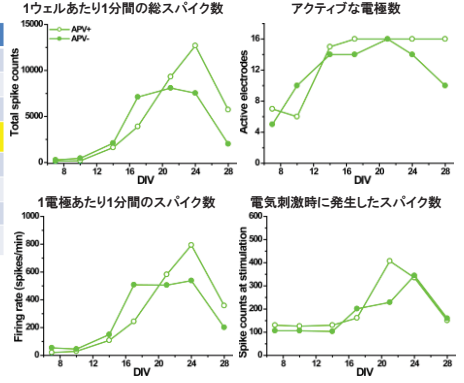 1ウェルあたり1分間の総スパイク数
APV+
APV-
Total spike counts
15000
10000
5000
0
8 12 16 20 24 28
DIV
アクティブな電極数
Active electrodes
16
12
8
4
0
8 12 16 20 24 28
DIV
1電極あたり1分間のスパイク数
Firing rate (spikes/min)
1000
800
600
400
200
0
8 12 16 20 24 28
DIV
電気刺激時に発生したスパイク数
Spike counts at stimulation
600
500
400
300
200
100
0
8 12 16 20 24 28
DIV